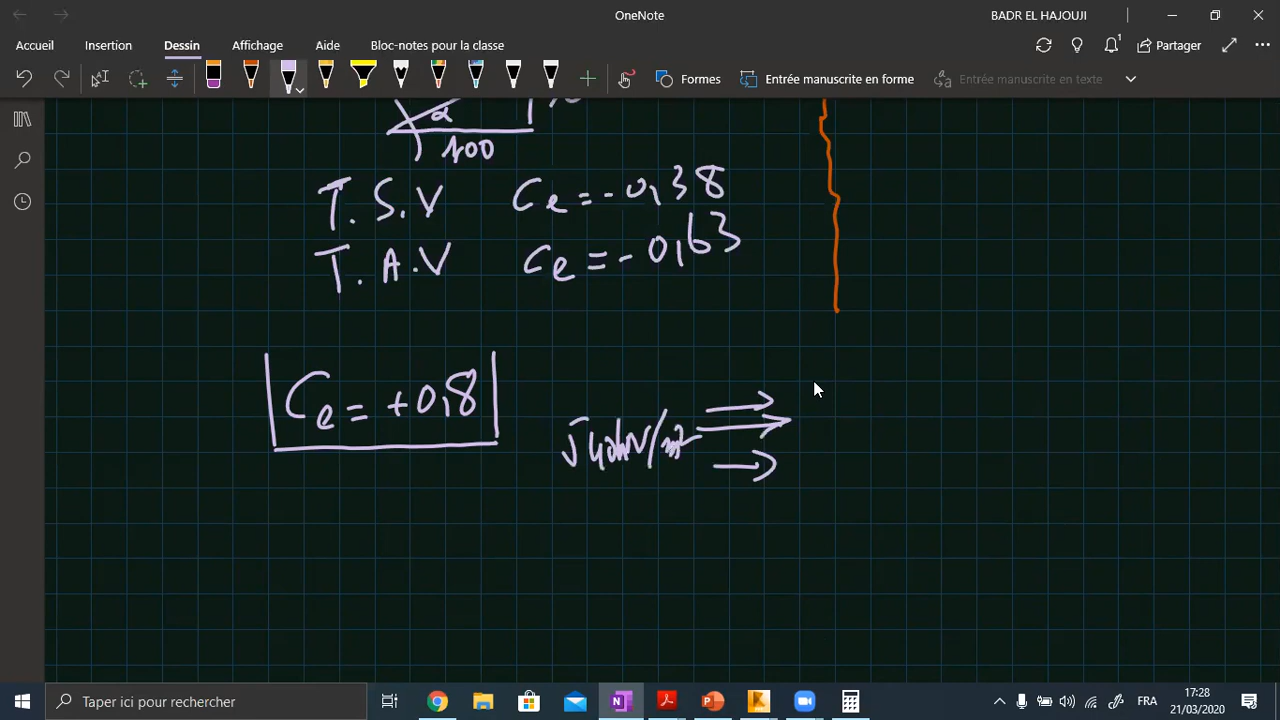 OneNote
BADR EL HAJOUJI
Accueil Insertion Dessin Affichage Aide Bloc-notes pour la classe Partager
Formes Entrée manuscrite en forme Entrée manuscrite en texte
α
100
T.S.V Ce = - 0,38
T.A.V Ce = - 0,63
Ce = +0,8
Taper ici pour rechercher
FRA
17:28
21/03/2020